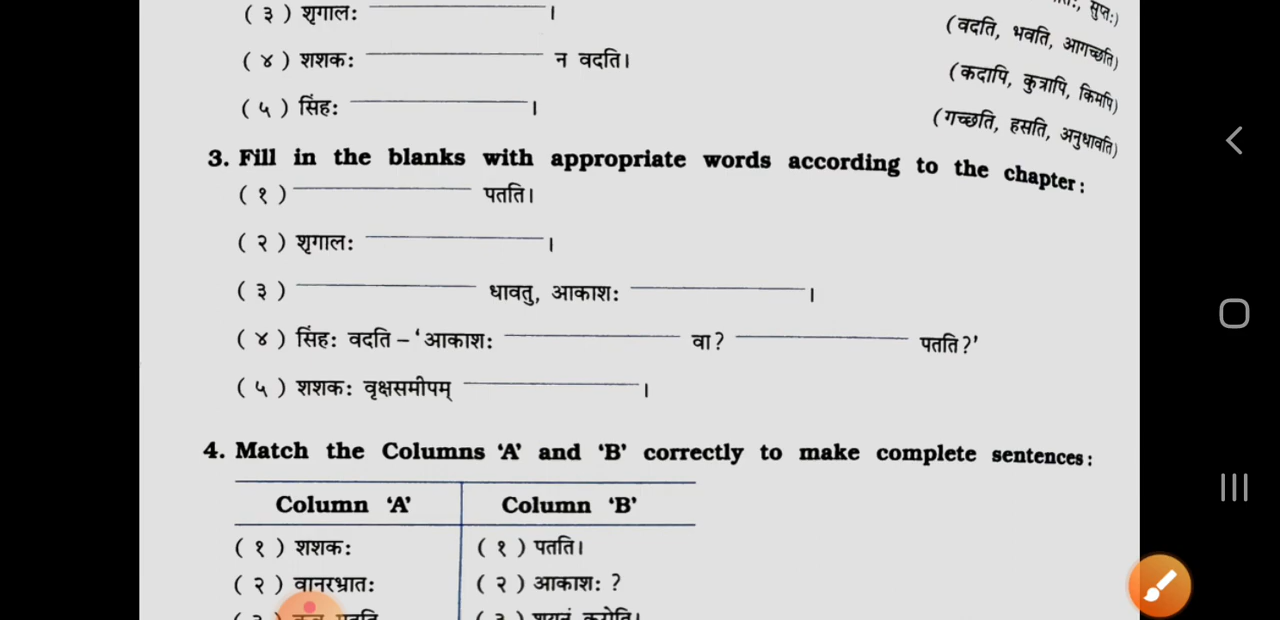 ( ३ ) शृगालः ____________ ।
सुप्तः)
( ४ ) शशकः ____________ न वदति।
(वदति, भवति, आगच्छति)
( ५ ) सिंहः ____________ ।
(कदापि, कुत्रापि, किमपि)
(गच्छति, हसति, अनुधावति)
3. Fill in the blanks with appropriate words according to the chapter:
( १ ) ____________ पतति।
( २ ) शृगालः ____________ ।
( ३ ) ____________ धावतु, आकाशः ____________ ।
( ४ ) सिंहः वदति – ‘आकाशः ____________ वा? ____________ पतति?’
( ५ ) शशकः वृक्षसमीपम् ____________ ।
4. Match the Columns ‘A’ and ‘B’ correctly to make complete sentences:
Column ‘A’ Column ‘B’
( १ ) शशकः ( १ ) पतति।
( २ ) वानरभ्रातः ( २ ) आकाशः ?